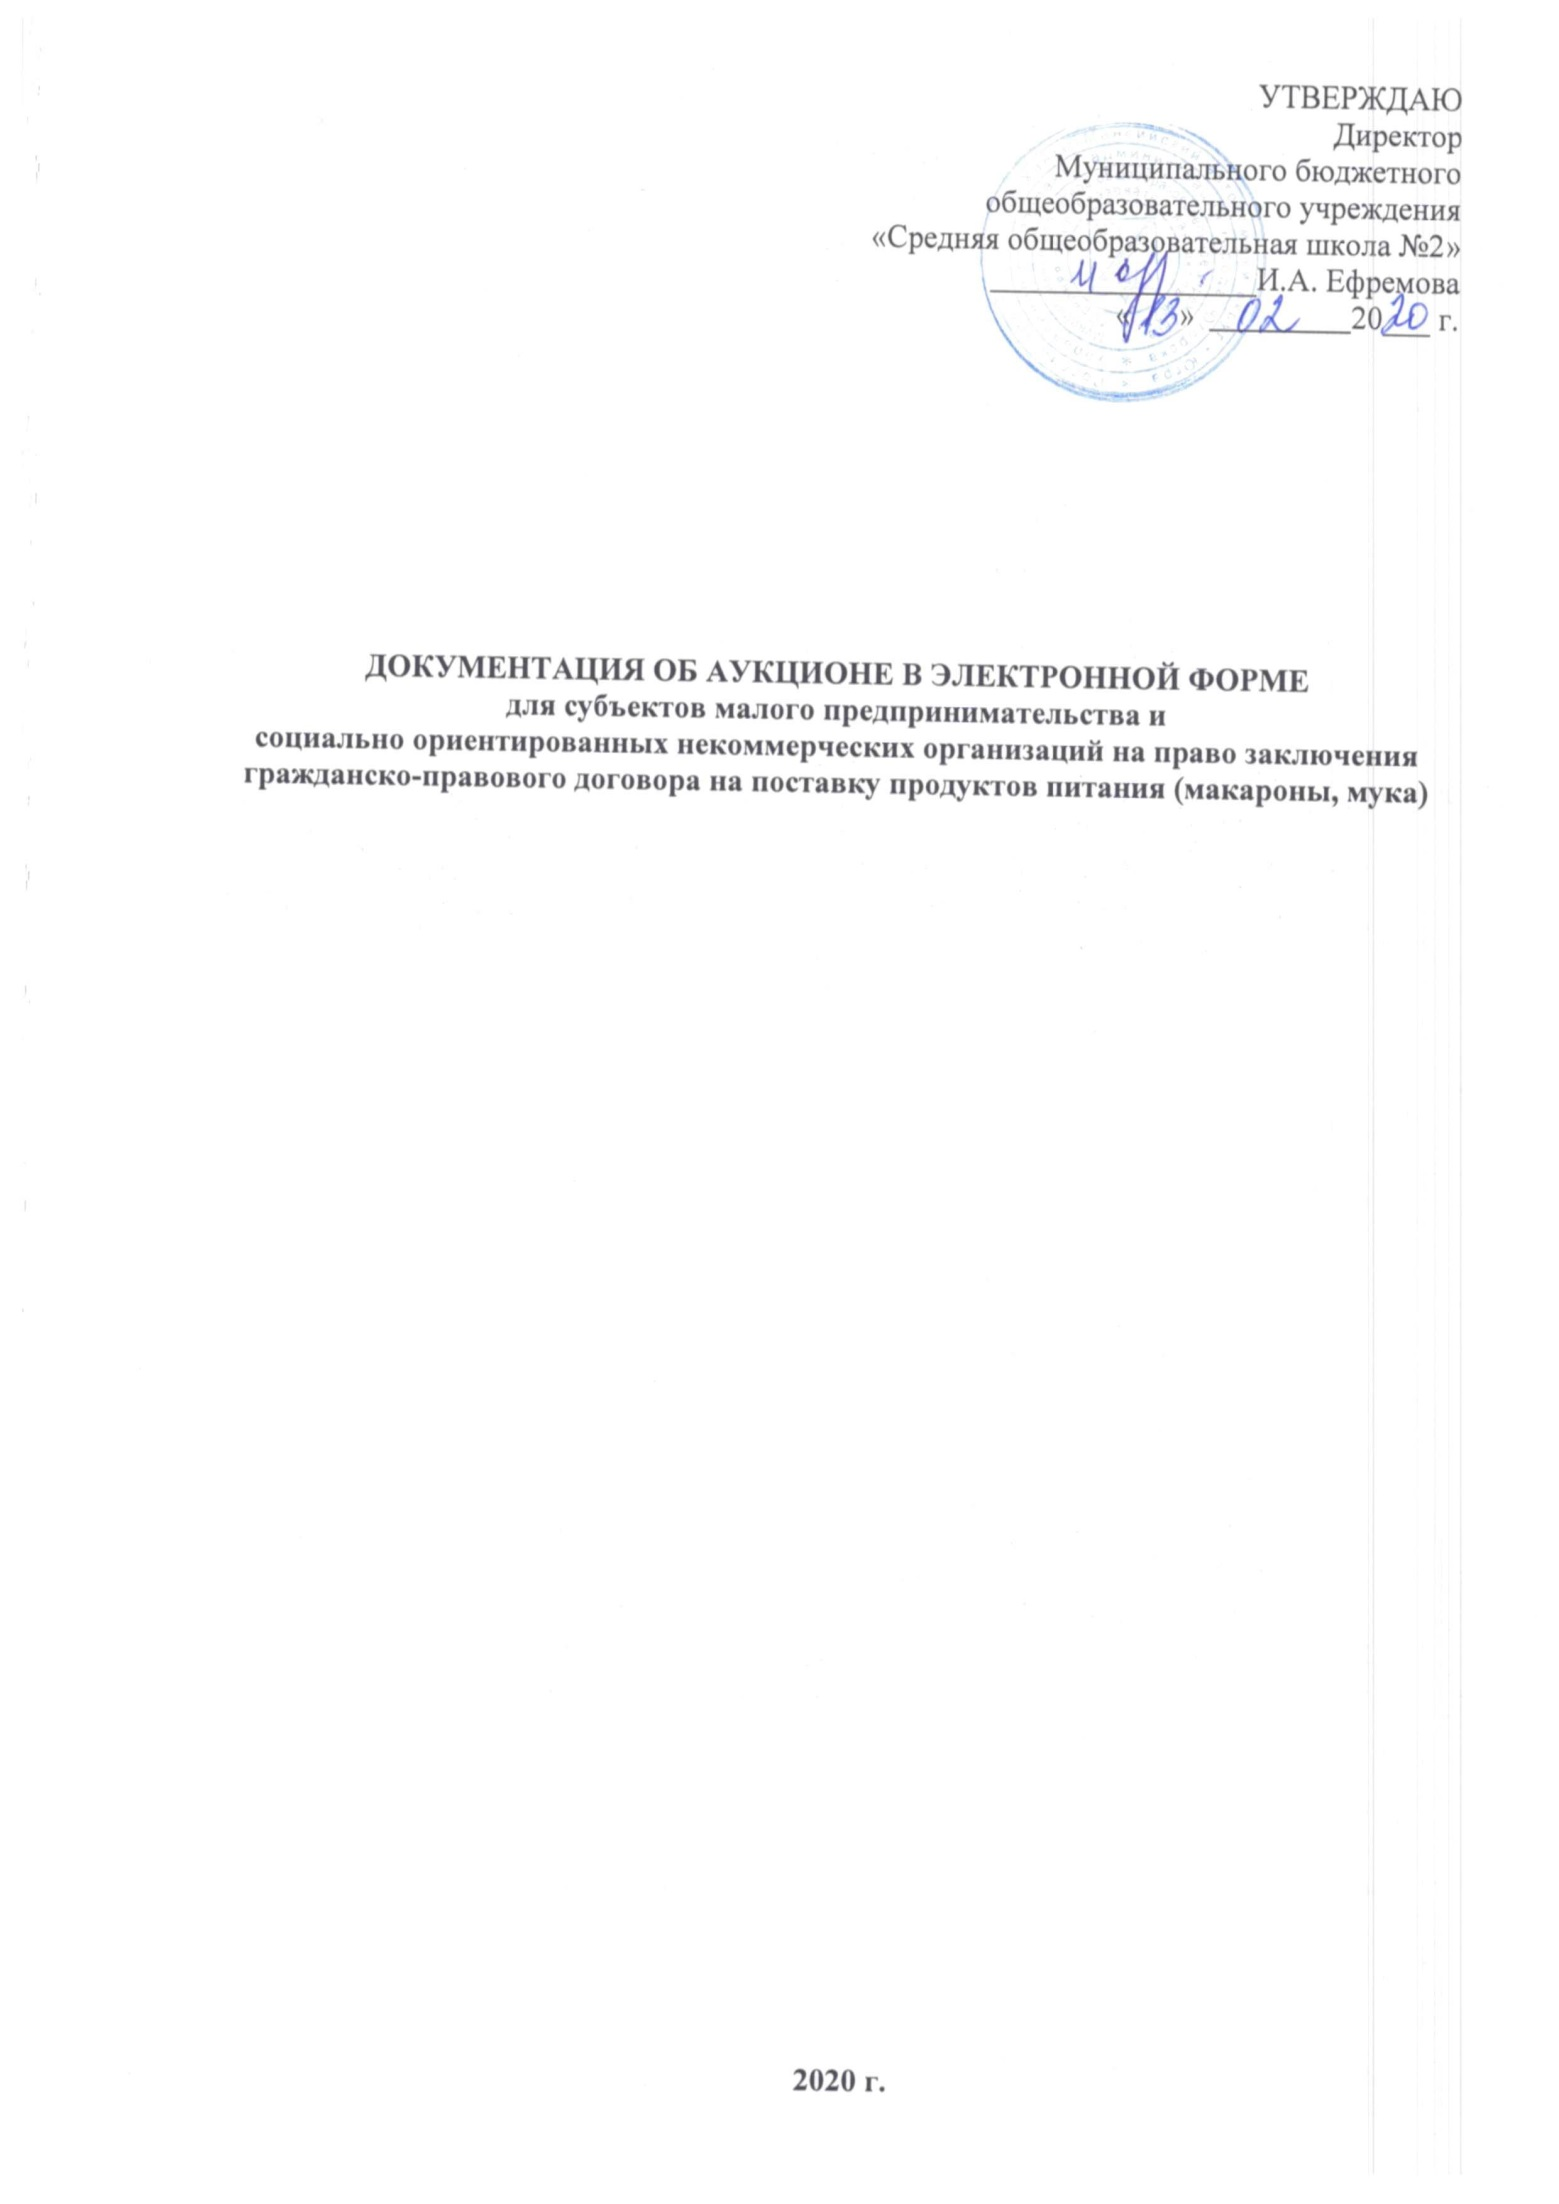 УТВЕРЖДАЮ
Директор
Муниципального бюджетного
общеобразовательного учреждения
«Средняя общеобразовательная школа №2»
И.А. Ефремова
«13» 02 2020 г.
ДОКУМЕНТАЦИЯ ОБ АУКЦИОНЕ В ЭЛЕКТРОННОЙ ФОРМЕ
для субъектов малого предпринимательства и
социально ориентированных некоммерческих организаций на право заключения
гражданско-правового договора на поставку продуктов питания (макароны, мука)
2020 г.